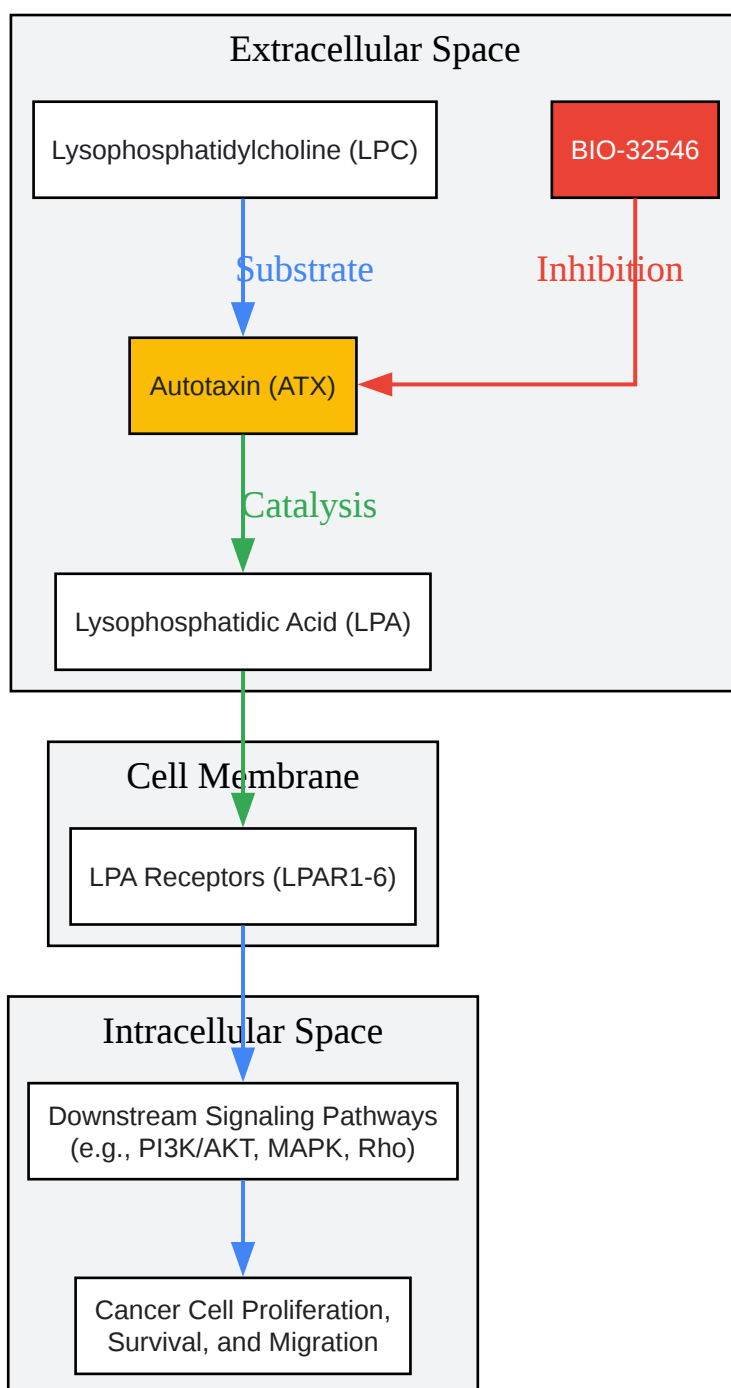 Extracellular Space
Lysophosphatidylcholine (LPC)
BIO-32546
Substrate
Inhibition
Autotaxin (ATX)
Catalysis
Lysophosphatidic Acid (LPA)
Cell Membrane
LPA Receptors (LPAR1-6)
Intracellular Space
Downstream Signaling Pathways
(e.g., PI3K/AKT, MAPK, Rho)
Cancer Cell Proliferation,
Survival, and Migration